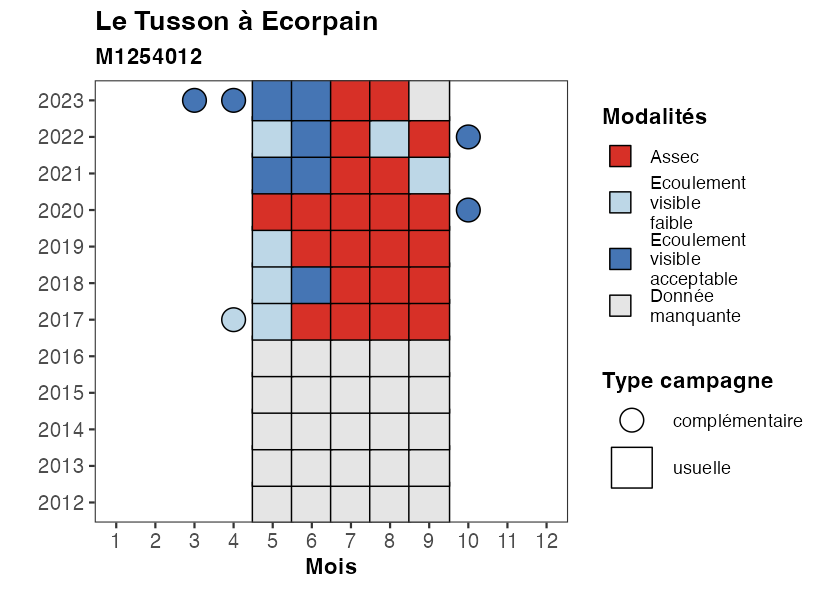 Le Tusson à Ecorpain
M1254012
2023
2022
2021
2020
2019
2018
2017
2016
2015
2014
2013
2012
1 2 3 4 5 6 7 8 9 10 11 12
Mois
Modalités
Assec
Ecoulement
visible
faible
Ecoulement
visible
acceptable
Donnée
manquante
Type campagne
complémentaire
usuelle